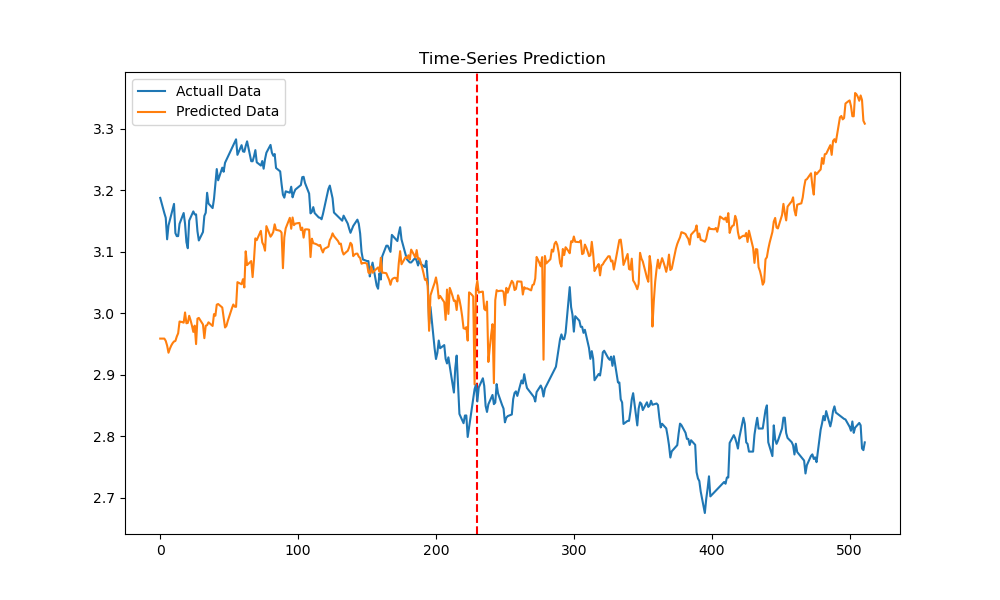 Time-Series Prediction
Actuall Data
Predicted Data
3.3
3.2
3.1
3.0
2.9
2.8
2.7
0 100 200 300 400 500